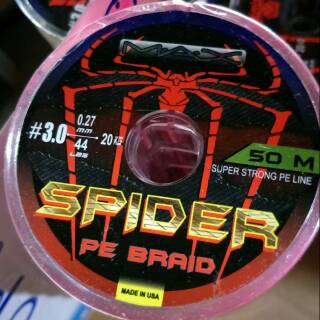 MAX
0.27
mm
#3.0
20 KG
44
LBS
50 M
SUPER STRONG PE LINE
SPIDER
PE BRAID
MADE IN USA